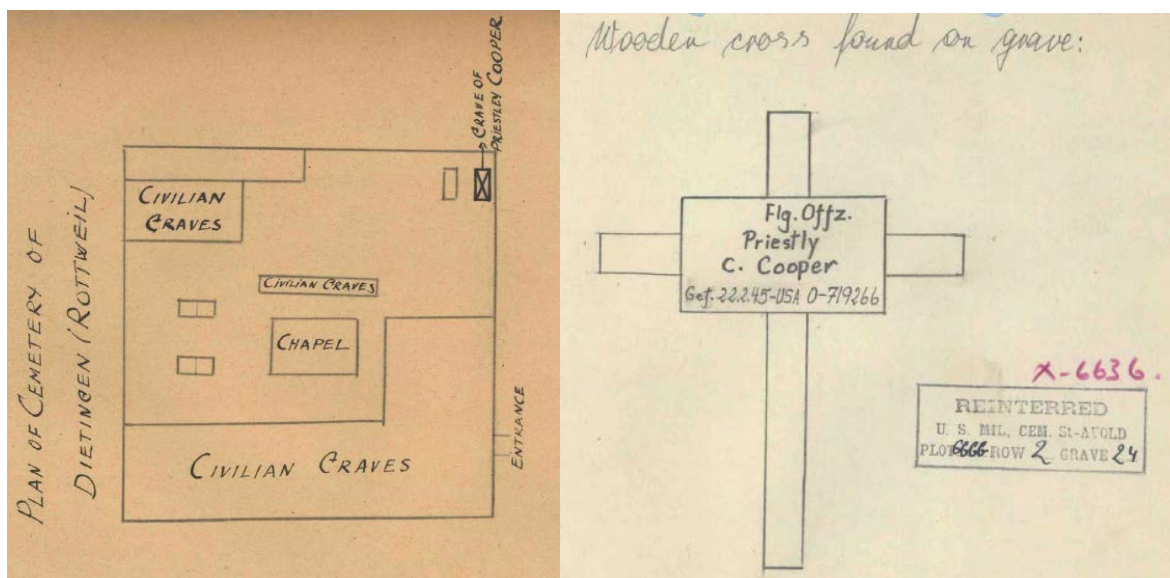 PLAN OF CEMETERY OF
DIETINGEN (ROTTWEIL)
GRAVE OF
PRIESTLEY COOPER
CIVILIAN
GRAVES
CIVILIAN GRAVES
CHAPEL
CIVILIAN GRAVES
ENTRANCE
Wooden cross found on grave:
Flg. Offz.
Priestly
C. Cooper
Gef. 22.2.45-USA O-719266
X-6636.
REINTERRED
U. S. MIL. CEM. St-AVOLD
PLOT GGGG ROW 2 GRAVE 24